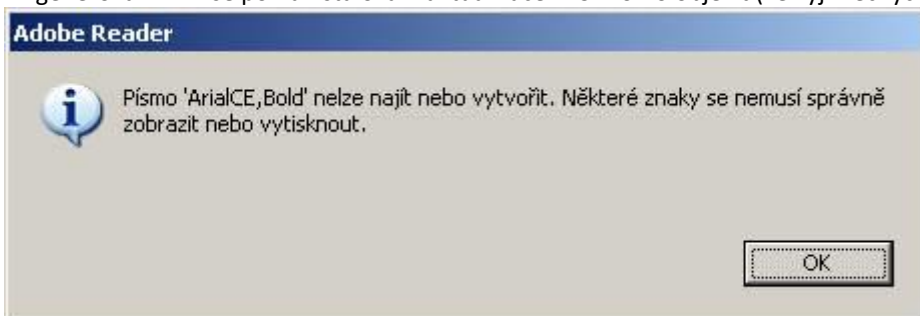 Adobe Reader
Písmo 'ArialCE,Bold' nelze najít nebo vytvořit. Některé znaky se nemusí správně
zobrazit nebo vytisknout.
OK